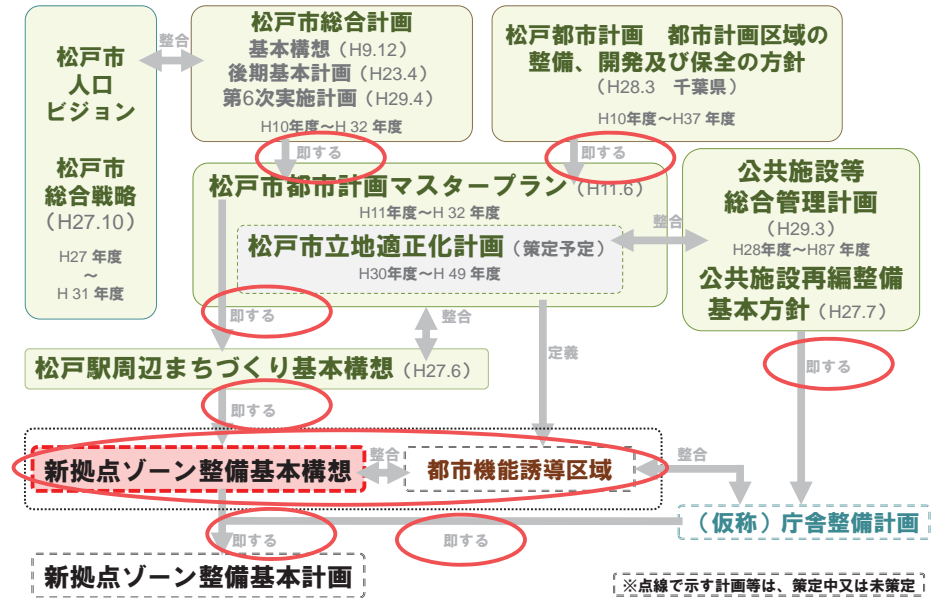 松戸市
人口
ビジョン
松戸市
総合戦略
(H27.10)
H27 年度
～
H 31 年度
整合
松戸市総合計画
基本構想(H9.12)
後期基本計画(H23.4)
第6次実施計画(H29.4)
H10年度～H 32 年度
松戸都市計画 都市計画区域の
整備、開発及び保全の方針
(H28.3 千葉県)
H10年度～H37 年度
即する
即する
松戸市都市計画マスタープラン(H11.6)
H11年度～H 32 年度
松戸市立地適正化計画(策定予定)
H30年度～H 49 年度
整合
公共施設等
総合管理計画
(H29.3)
H28年度～H87 年度
公共施設再編整備
基本方針(H27.7)
即する
整合
定義
即する
松戸駅周辺まちづくり基本構想(H27.6)
即する
新拠点ゾーン整備基本構想
整合
都市機能誘導区域
整合
(仮称)庁舎整備計画
即する
即する
新拠点ゾーン整備基本計画
※点線で示す計画等は、策定中又は未策定